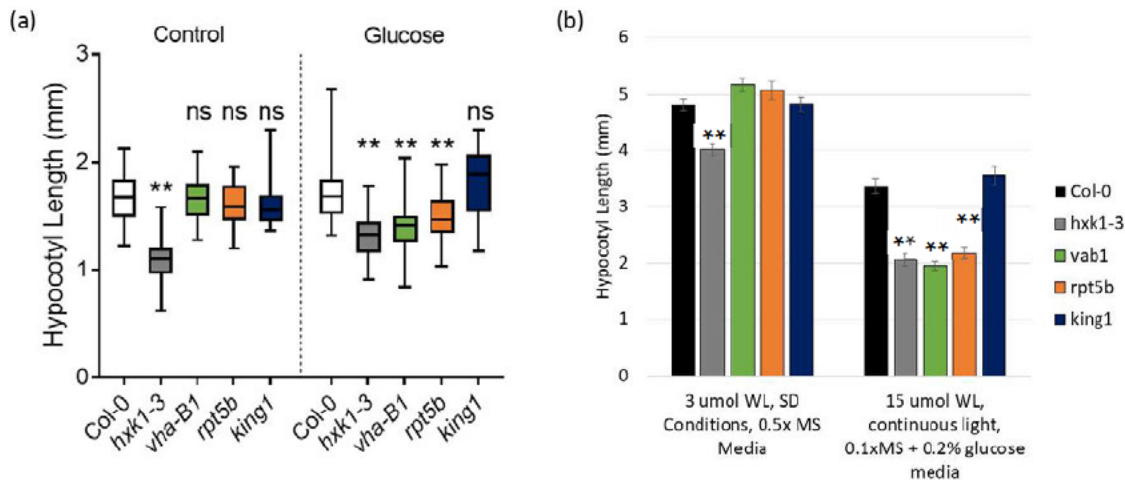 (a)
Control
Glucose
Hypocotyl Length (mm)
3
2
1
0
ns ns ns
**
ns
** ** **
Col-0
hxk1-3
vha-B1
rpt5b
king1
Col-0
hxk1-3
vha-B1
rpt5b
king1
(b)
Hypocotyl Length (mm)
6
5
4
3
2
1
0
**
** ** **
3 umol WL, SD
Conditions, 0.5x MS
Media
15 umol WL,
continuous light,
0.1xMS + 0.2% glucose
media
Col-0
hxk1-3
vab1
rpt5b
king1